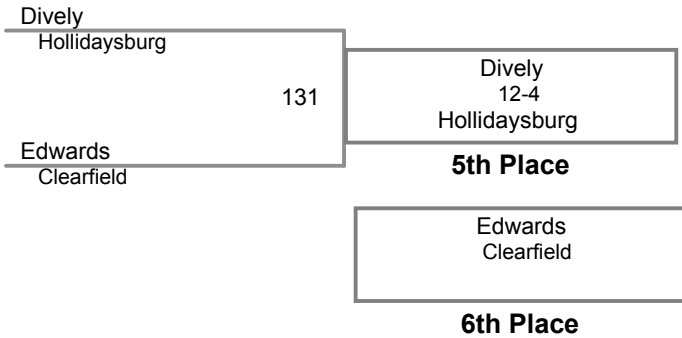 Dively
Hollidaysburg
131
Edwards
Clearfield
Dively
12-4
Hollidaysburg
5th Place
Edwards
Clearfield
6th Place